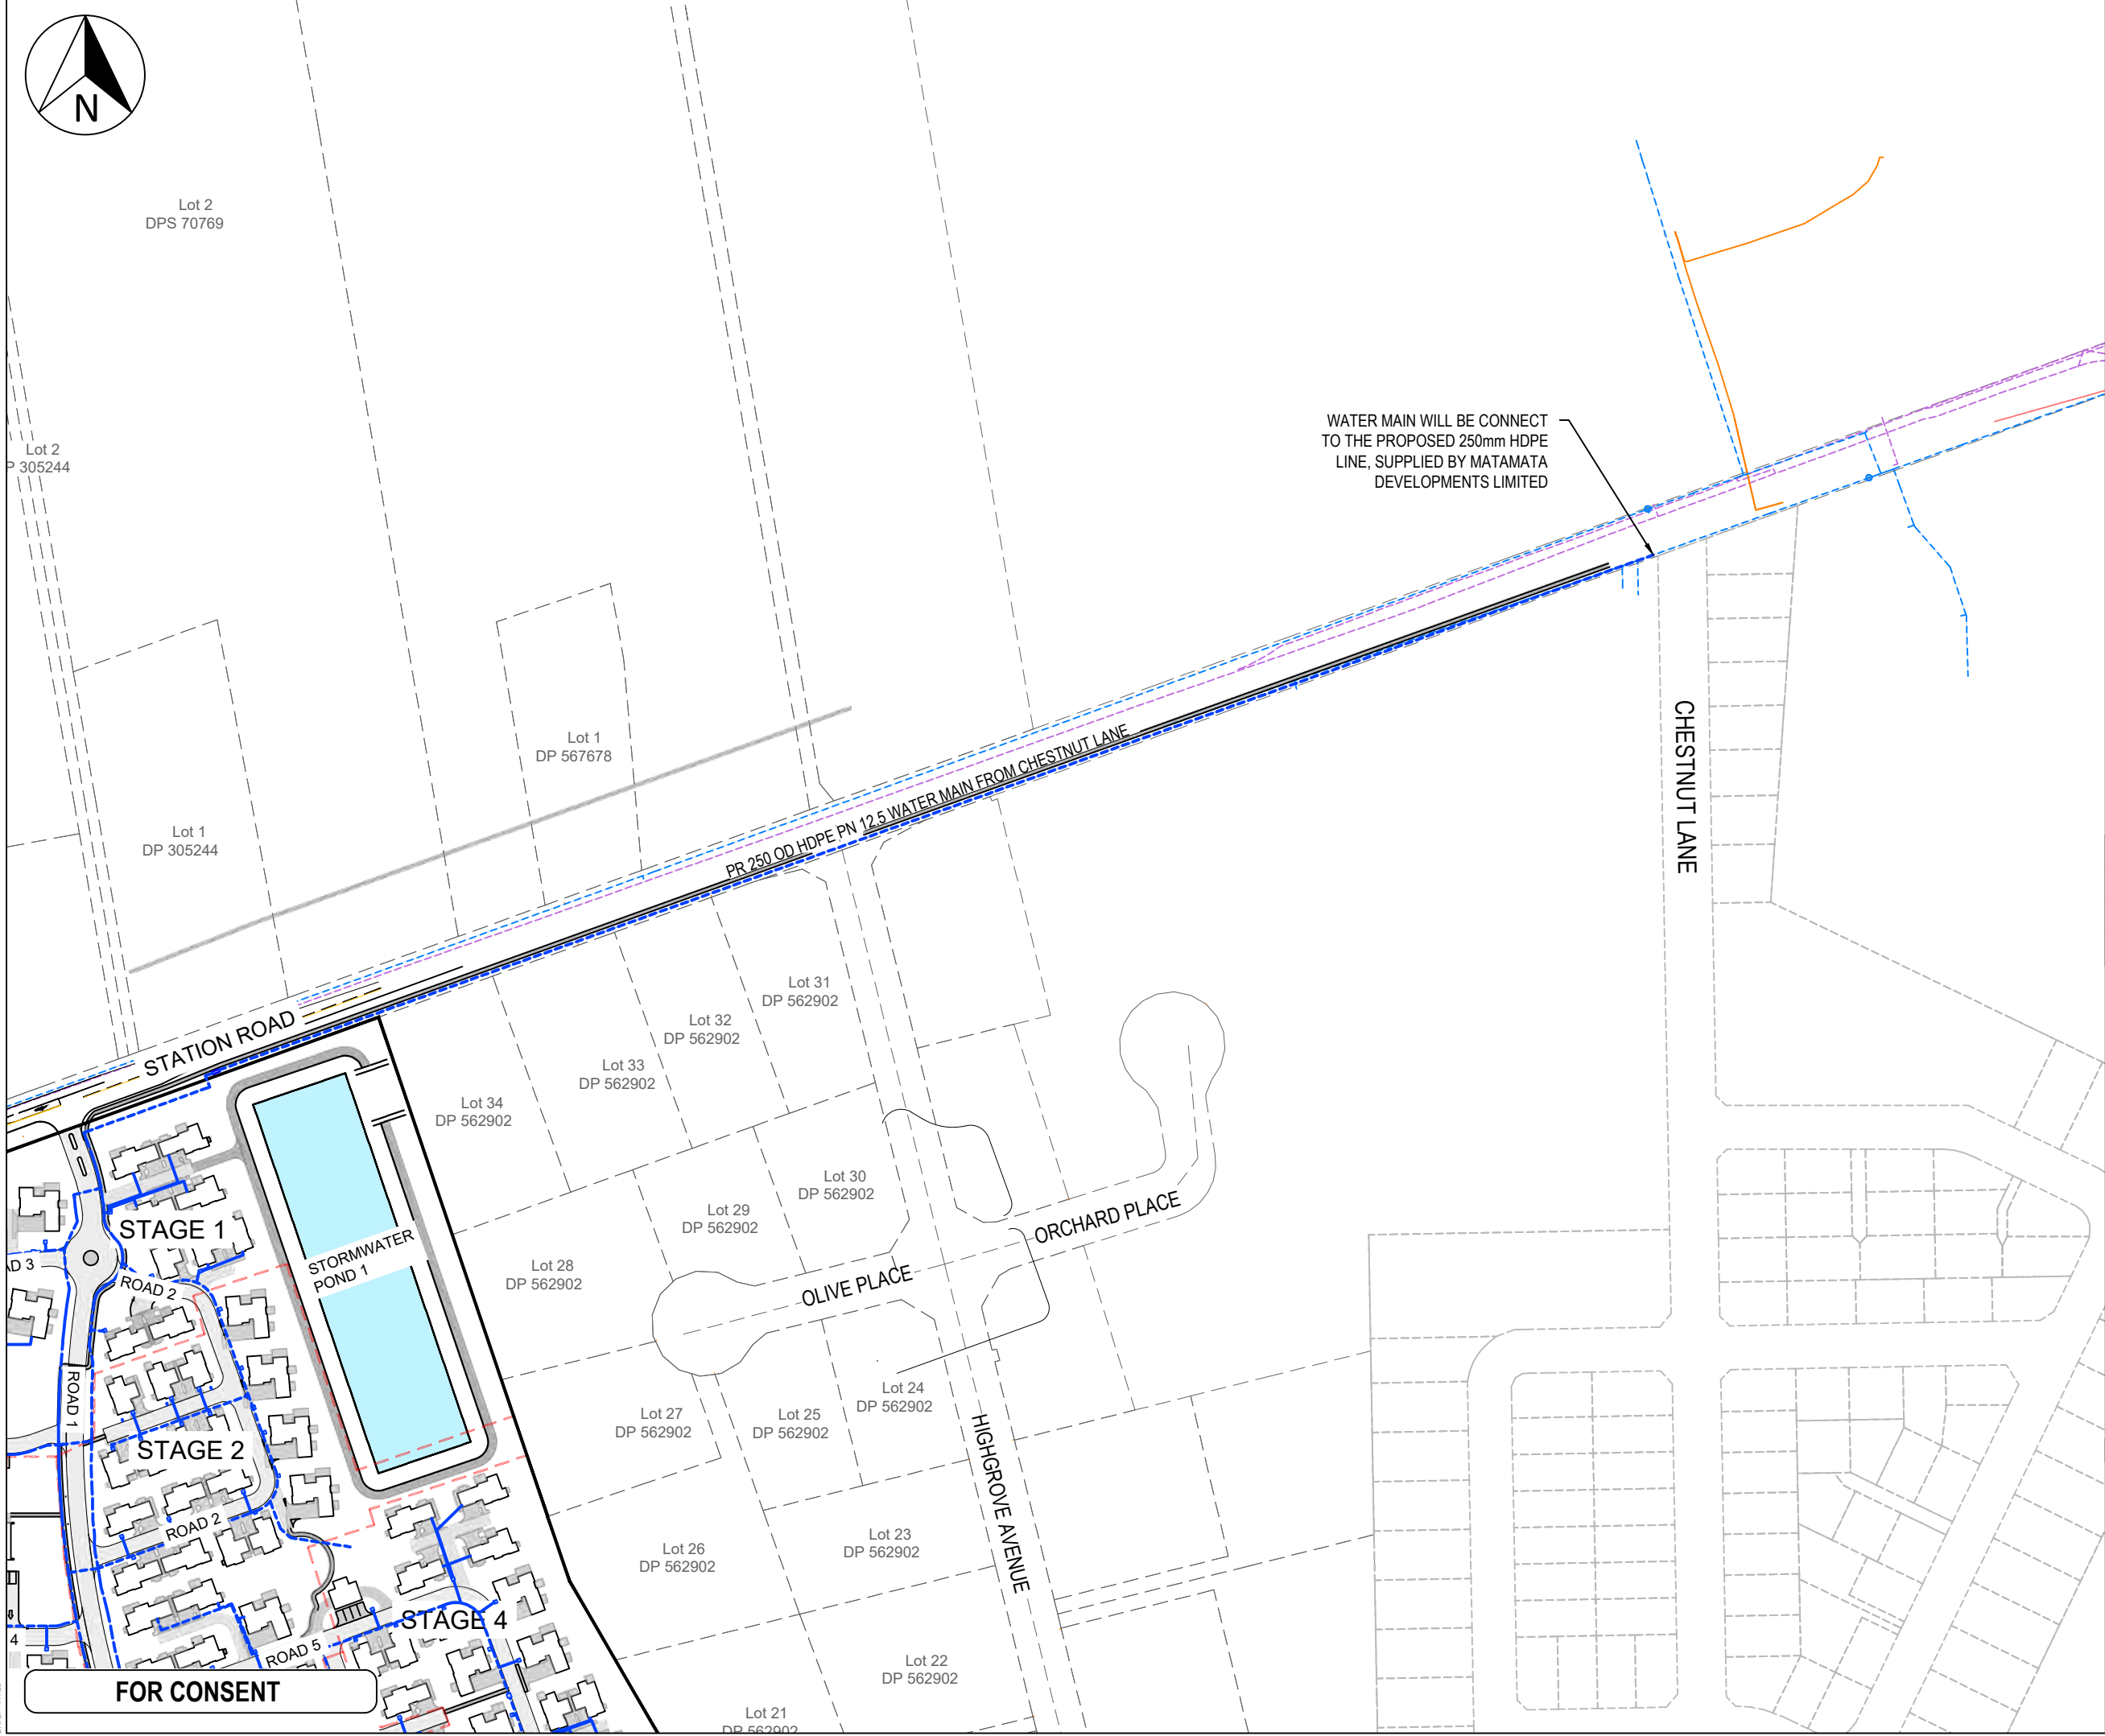 N
Lot 2
DPS 70769
Lot 2
P 305244
WATER MAIN WILL BE CONNECT
TO THE PROPOSED 250mm HDPE
LINE, SUPPLIED BY MATAMATA
DEVELOPMENTS LIMITED
Lot 1
DP 567678
Lot 1
DP 305244
PR 250 OD HDPE PN 12.5 WATER MAIN FROM CHESTNUT LANE
CHESTNUT LANE
STATION ROAD
Lot 31
DP 562902
Lot 32
DP 562902
Lot 33
DP 562902
Lot 34
DP 562902
Lot 30
DP 562902
Lot 29
DP 562902
Lot 28
DP 562902
ORCHARD PLACE
OLIVE PLACE
STAGE 1
STORMWATER
POND 1
AD 3
ROAD 2
ROAD 1
Lot 24
DP 562902
Lot 25
DP 562902
Lot 27
DP 562902
STAGE 2
HIGHGROVE AVENUE
ROAD 2
Lot 23
DP 562902
Lot 26
DP 562902
STAGE 4
4
ROAD 5
Lot 22
DP 562902
FOR CONSENT
Lot 21
DP 562902